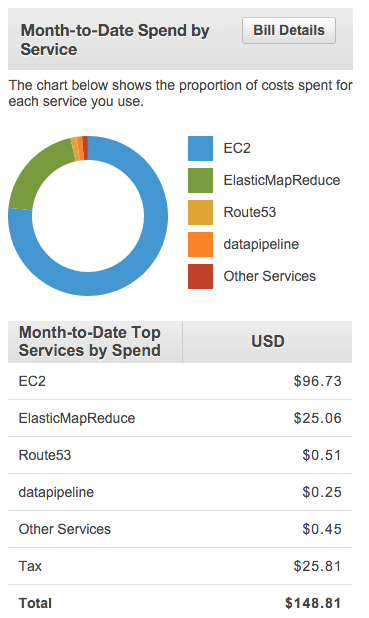 Month-to-Date Spend by
Service
Bill Details
The chart below shows the proportion of costs spent for
each service you use.
EC2
ElasticMapReduce
Route53
datapipeline
Other Services
Month-to-Date Top
Services by Spend
USD
EC2 $96.73
ElasticMapReduce $25.06
Route53 $0.51
datapipeline $0.25
Other Services $0.45
Tax $25.81
Total $148.81